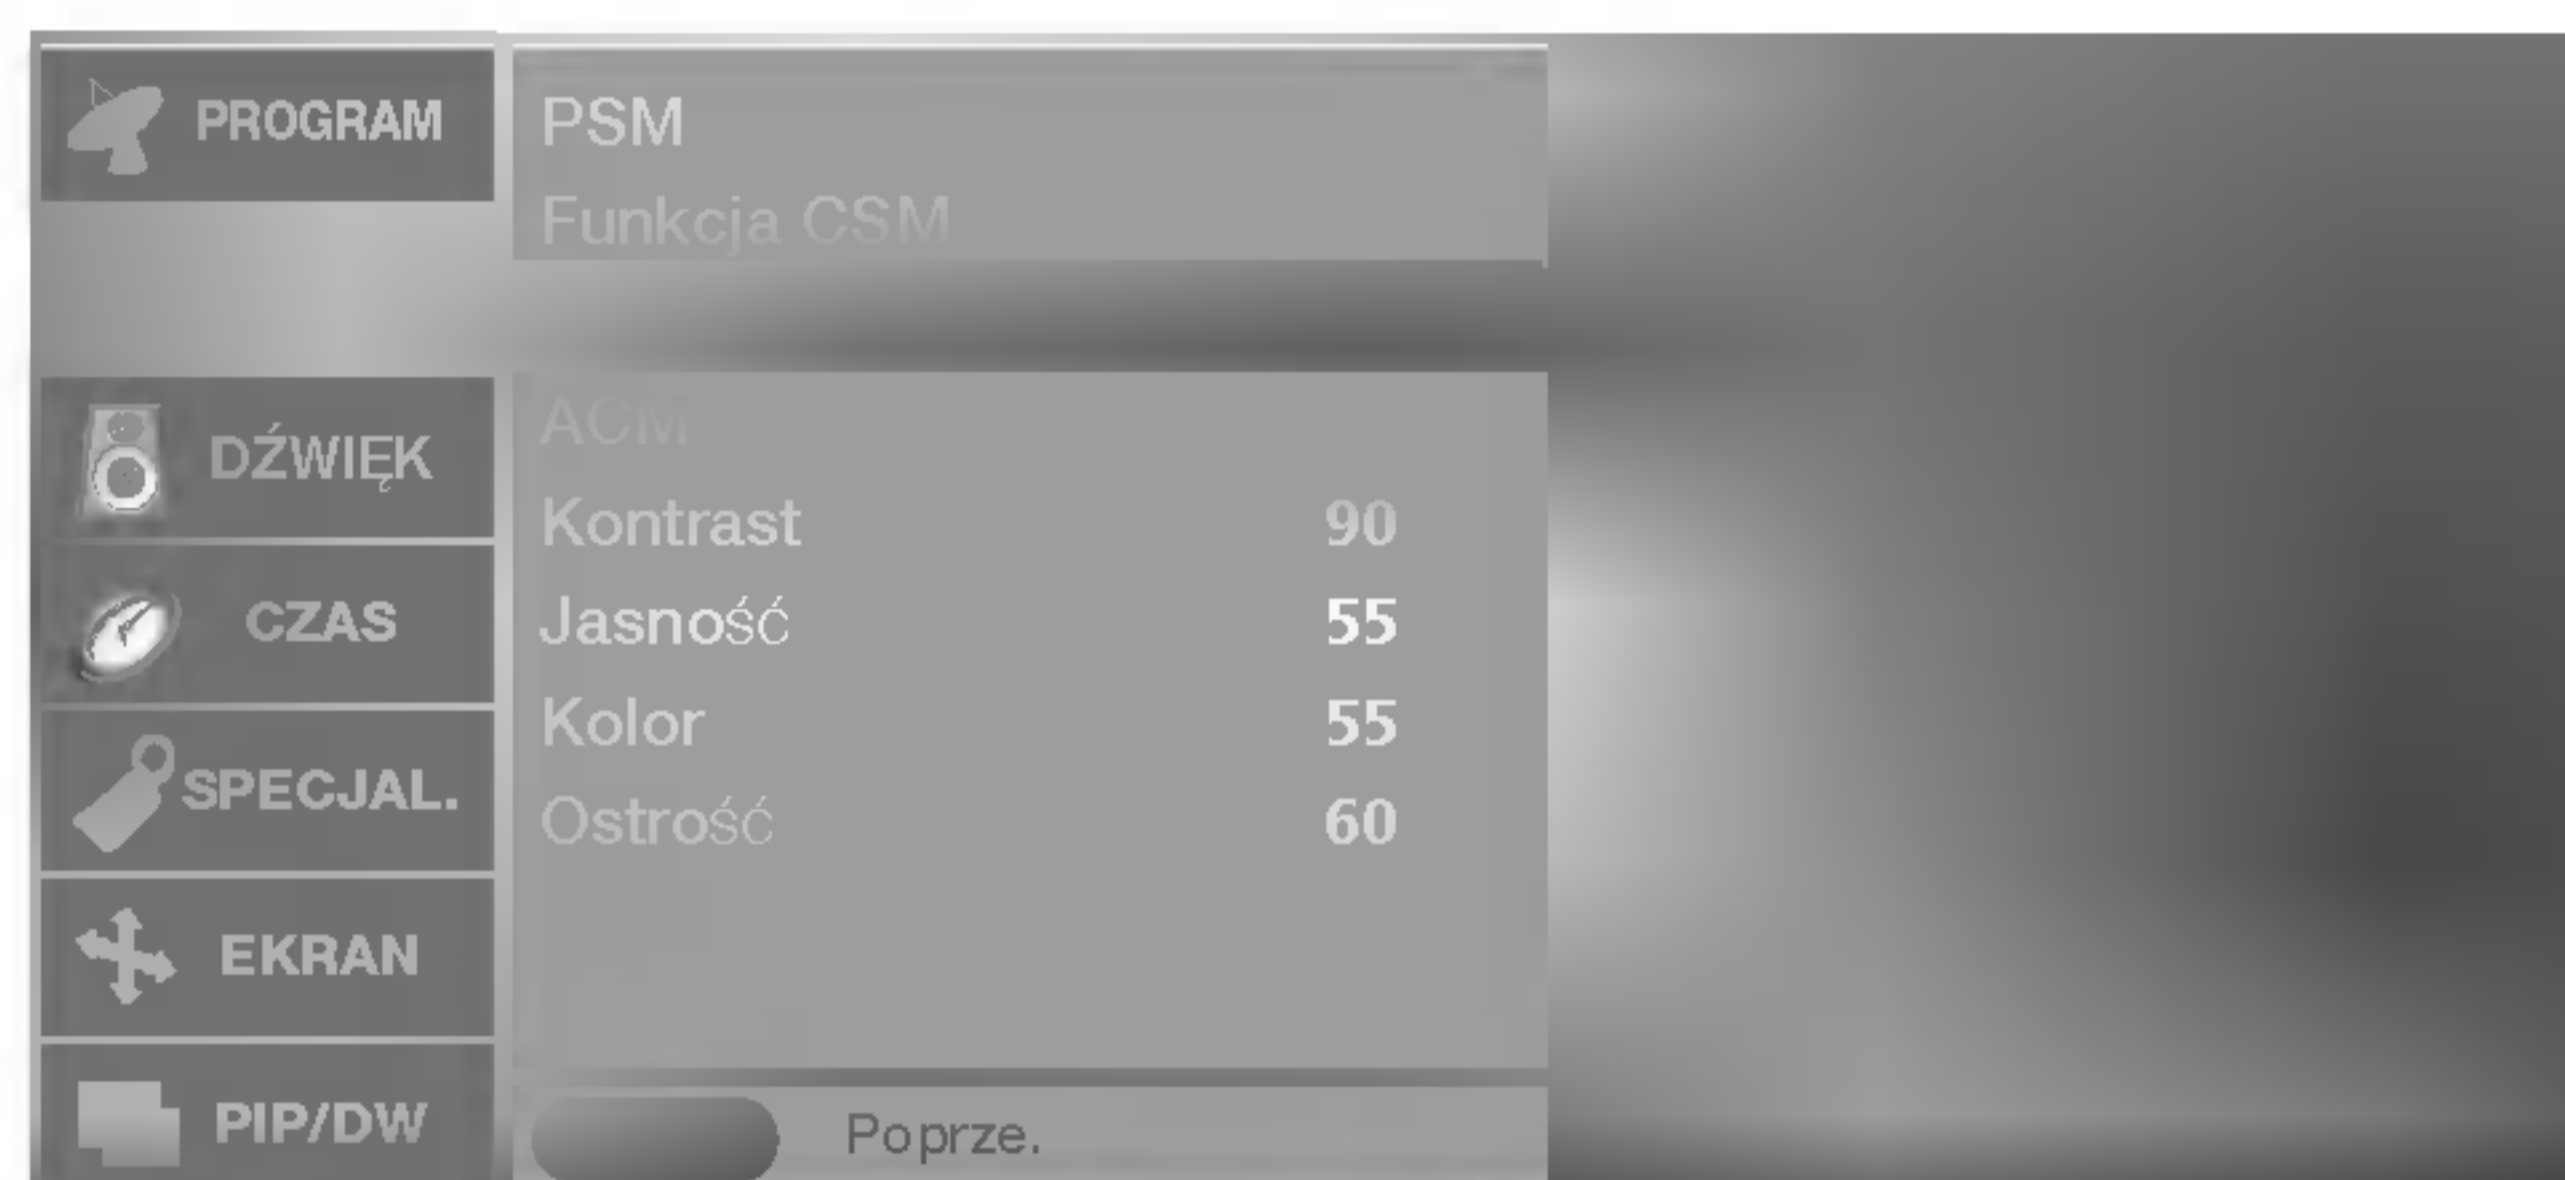 PROGRAM
DŹWIĘK
CZAS
SPECJAL.
EKRAN
PIP/DW
PSM
Funkcja CSM
ACM
Kontrast 90
Jasność 55
Kolor 55
Ostrość 60
Poprze.